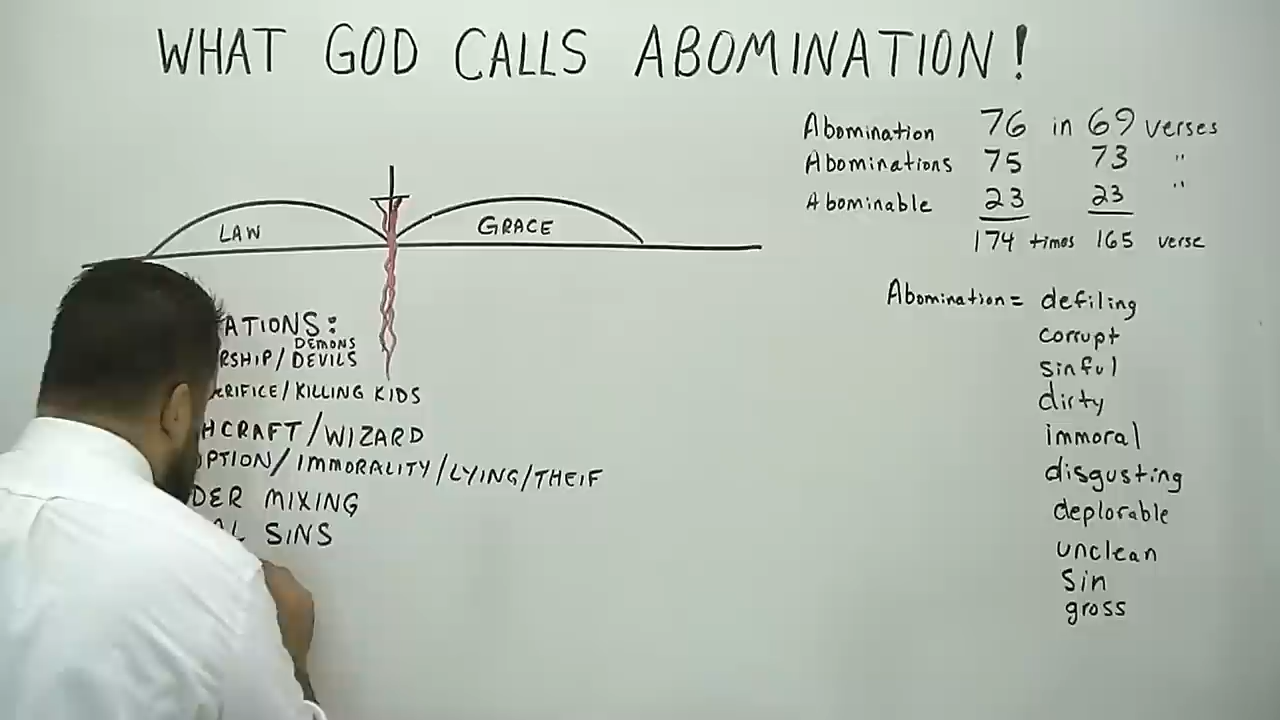 WHAT GOD CALLS ABOMINATION!
Abomination 76 in 69 verses
Abominations 75 73 "
Abominable 23 23 "
174 times 165 verse
LAW GRACE
Abomination = defiling
corrupt
sinful
dirty
immoral
disgusting
deplorable
unclean
Sin
gross
ATIONS:
DEMONS
RSHIP/DEVILS
RIFICE/KILLING KIDS
HCRAFT/WIZARD
PTION/IMMORALITY/LYING/THEIF
DER MIXING
AL SINS